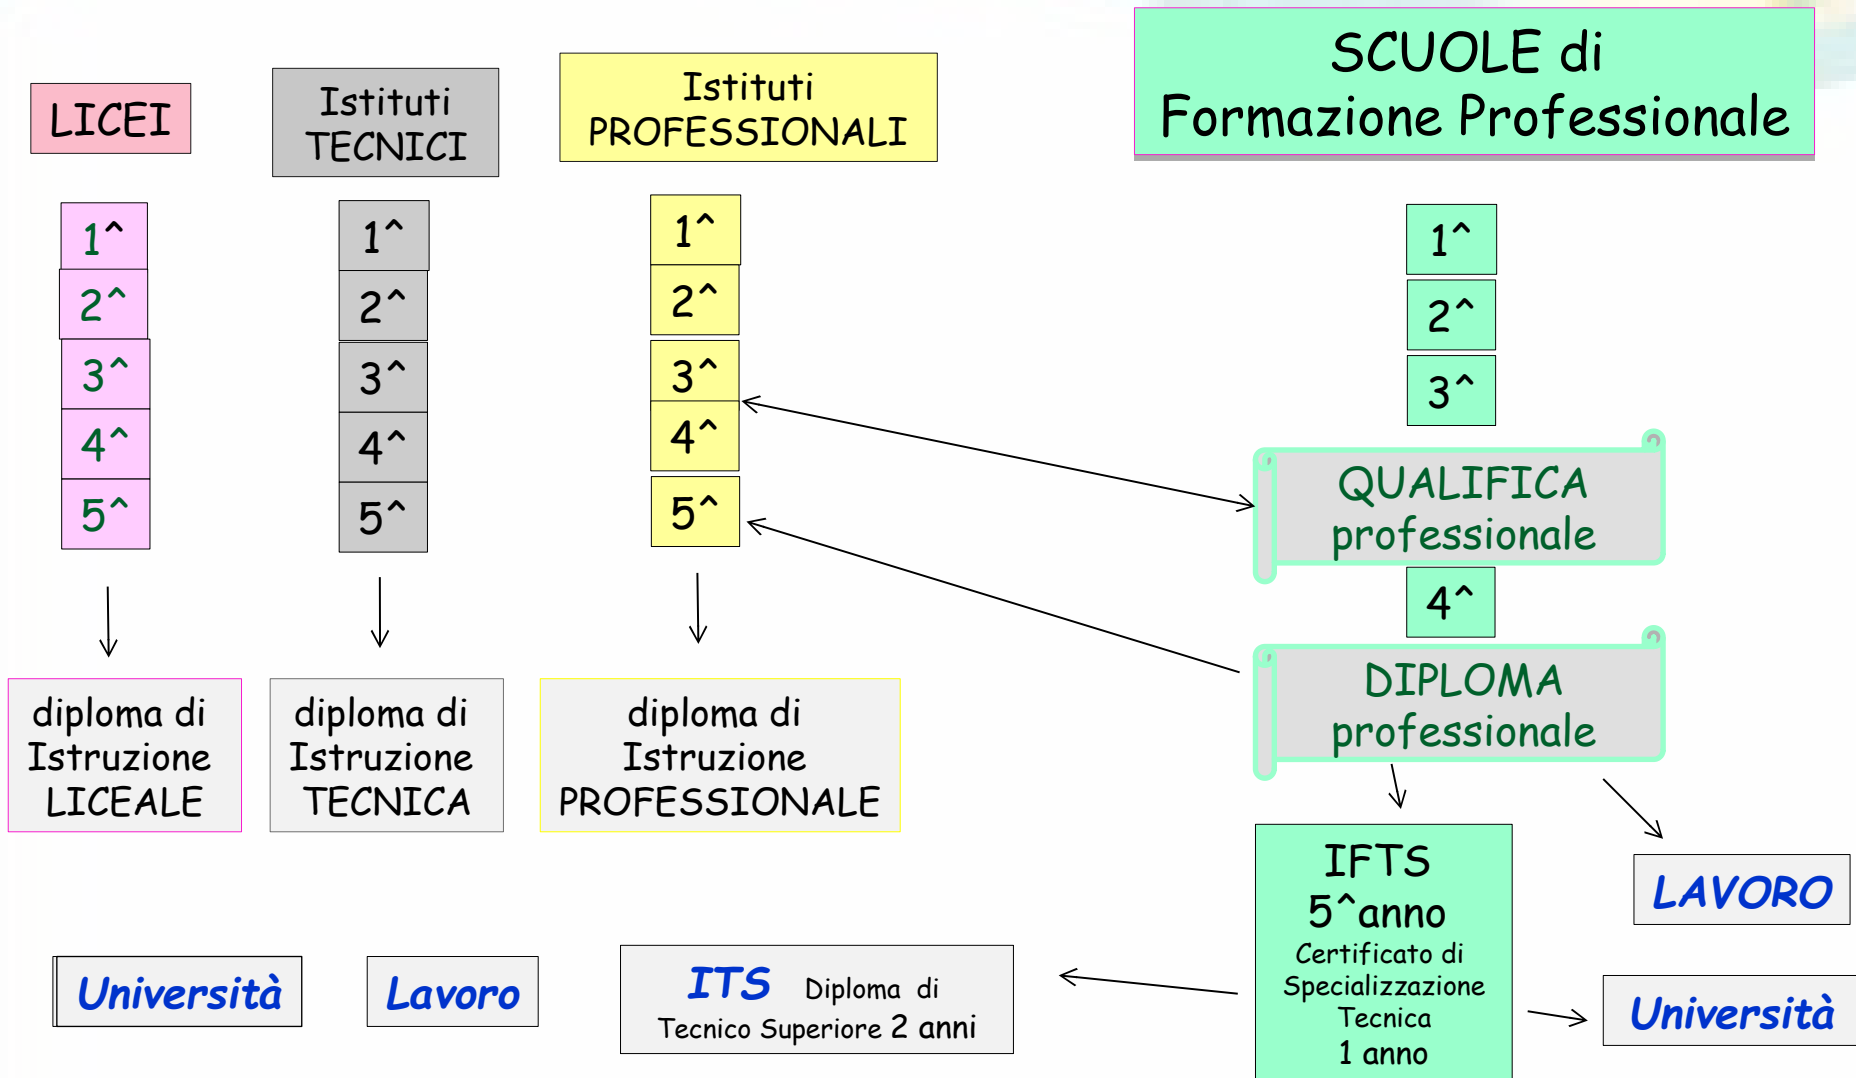 LICEI
1^
2^
3^
4^
5^
diploma di
Istruzione
LICEALE
Istituti
TECNICI
1^
2^
3^
4^
5^
diploma di
Istruzione
TECNICA
Istituti
PROFESSIONALI
1^
2^
3^
4^
5^
diploma di
Istruzione
PROFESSIONALE
SCUOLE di
Formazione Professionale
1^
2^
3^
QUALIFICA
professionale
4^
DIPLOMA
professionale
IFTS
5^anno
Certificato di
Specializzazione
Tecnica
1 anno
LAVORO
Università
Università
Lavoro
ITS Diploma di
Tecnico Superiore 2 anni